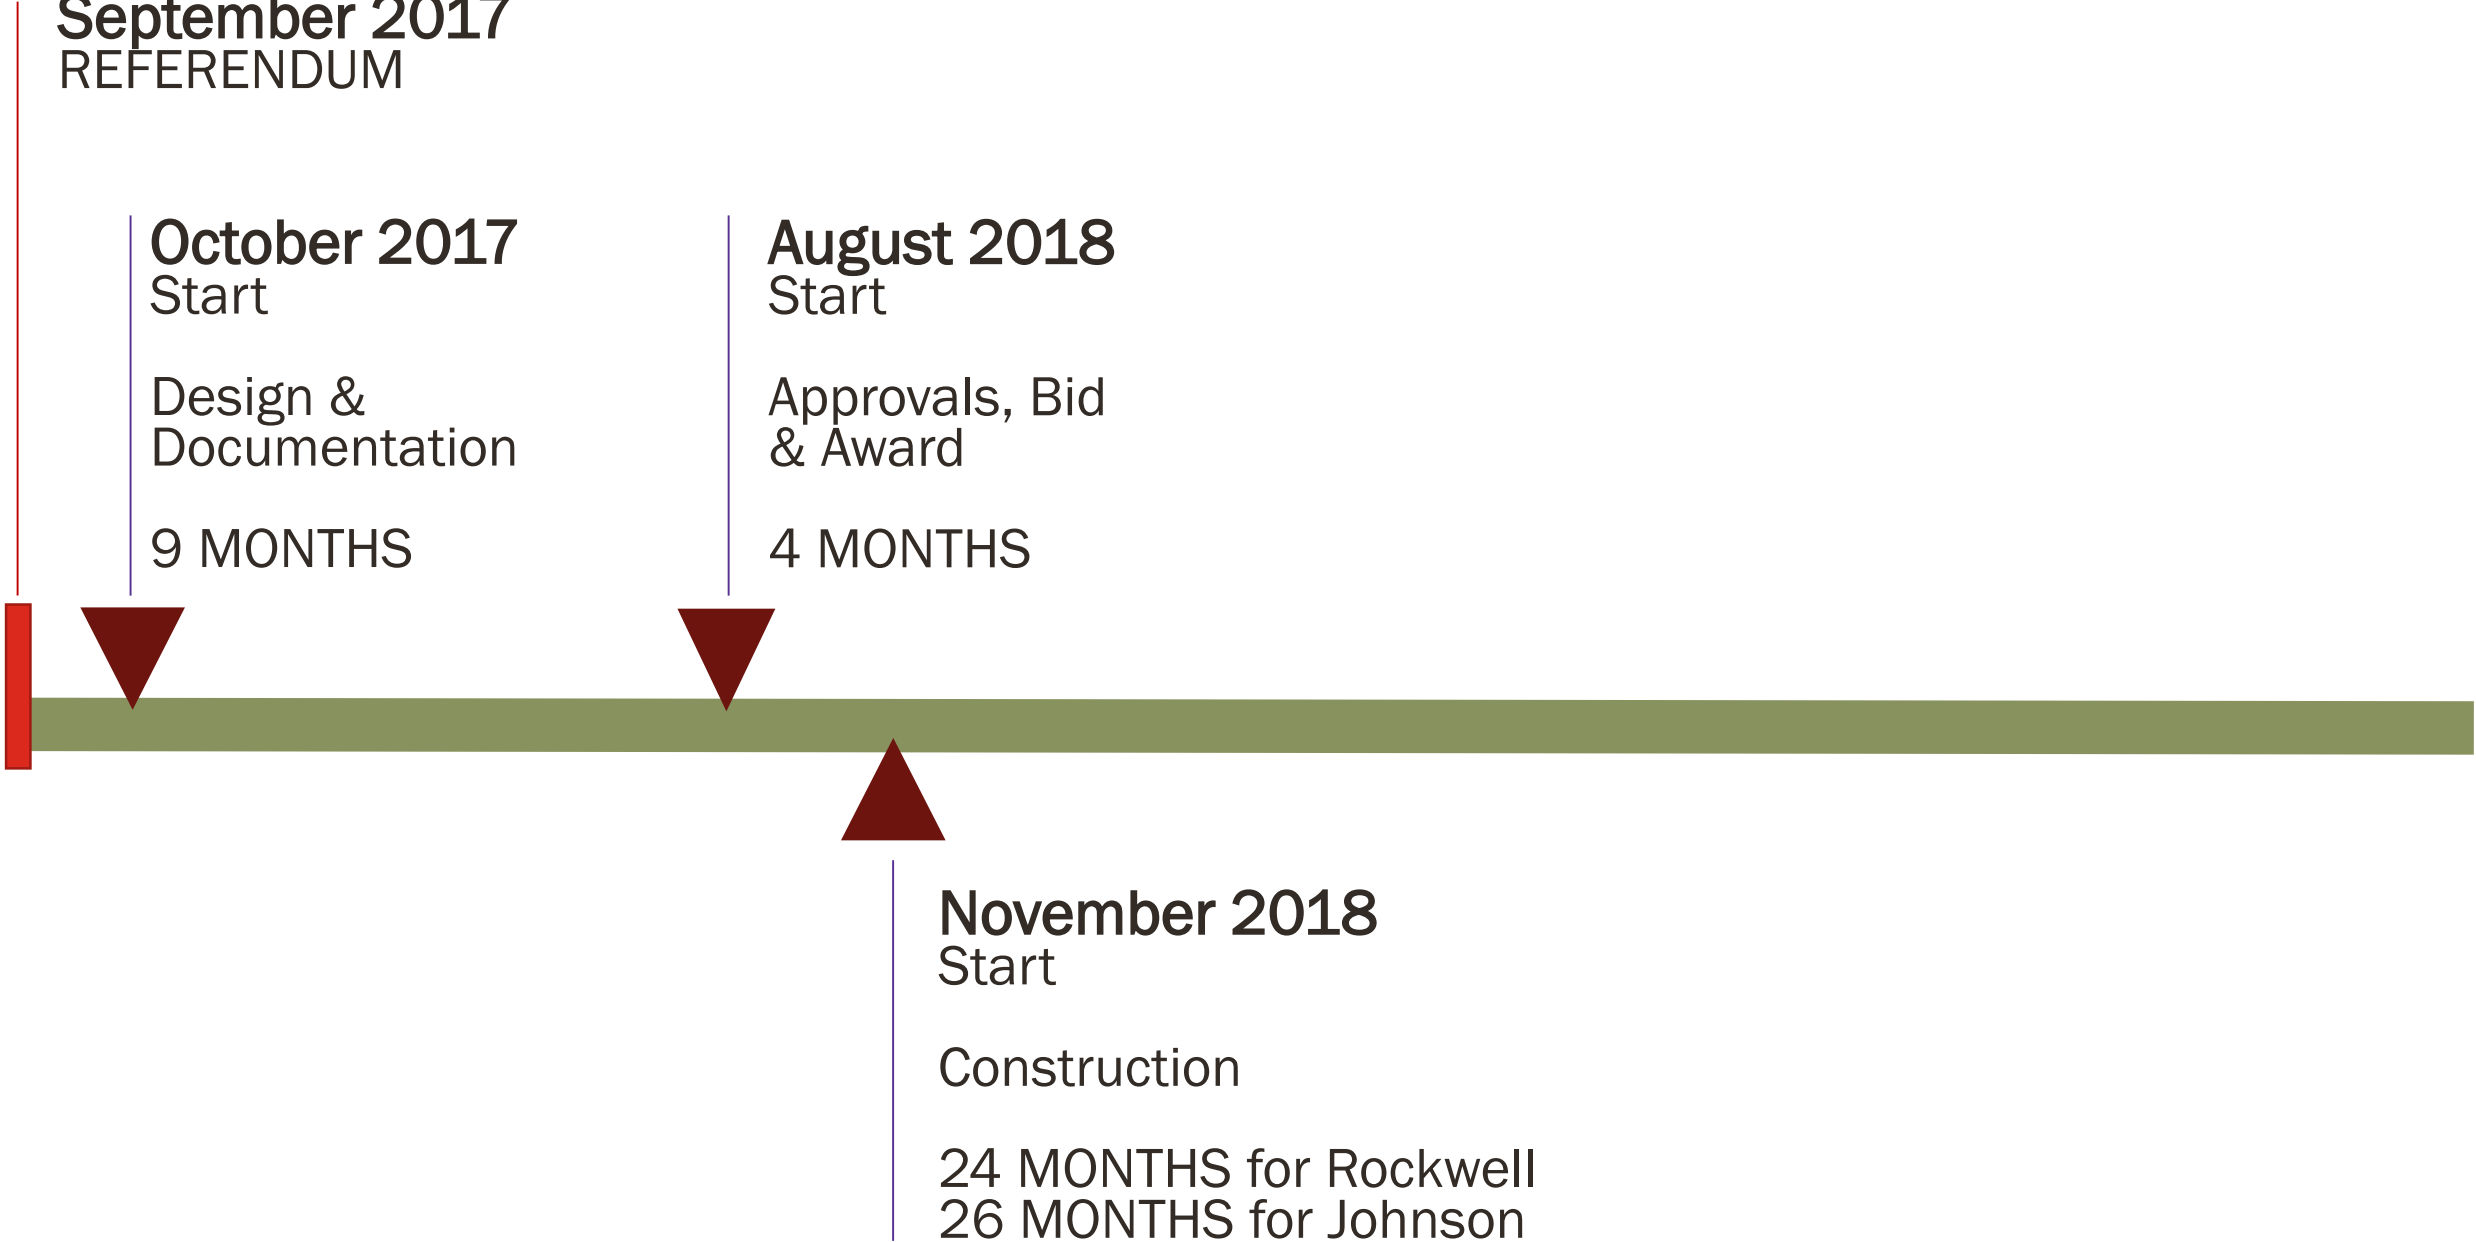 September 2017
REFERENDUM
October 2017
Start
Design &
Documentation
9 MONTHS
August 2018
Start
Approvals, Bid
& Award
4 MONTHS
November 2018
Start
Construction
24 MONTHS for Rockwell
26 MONTHS for Johnson